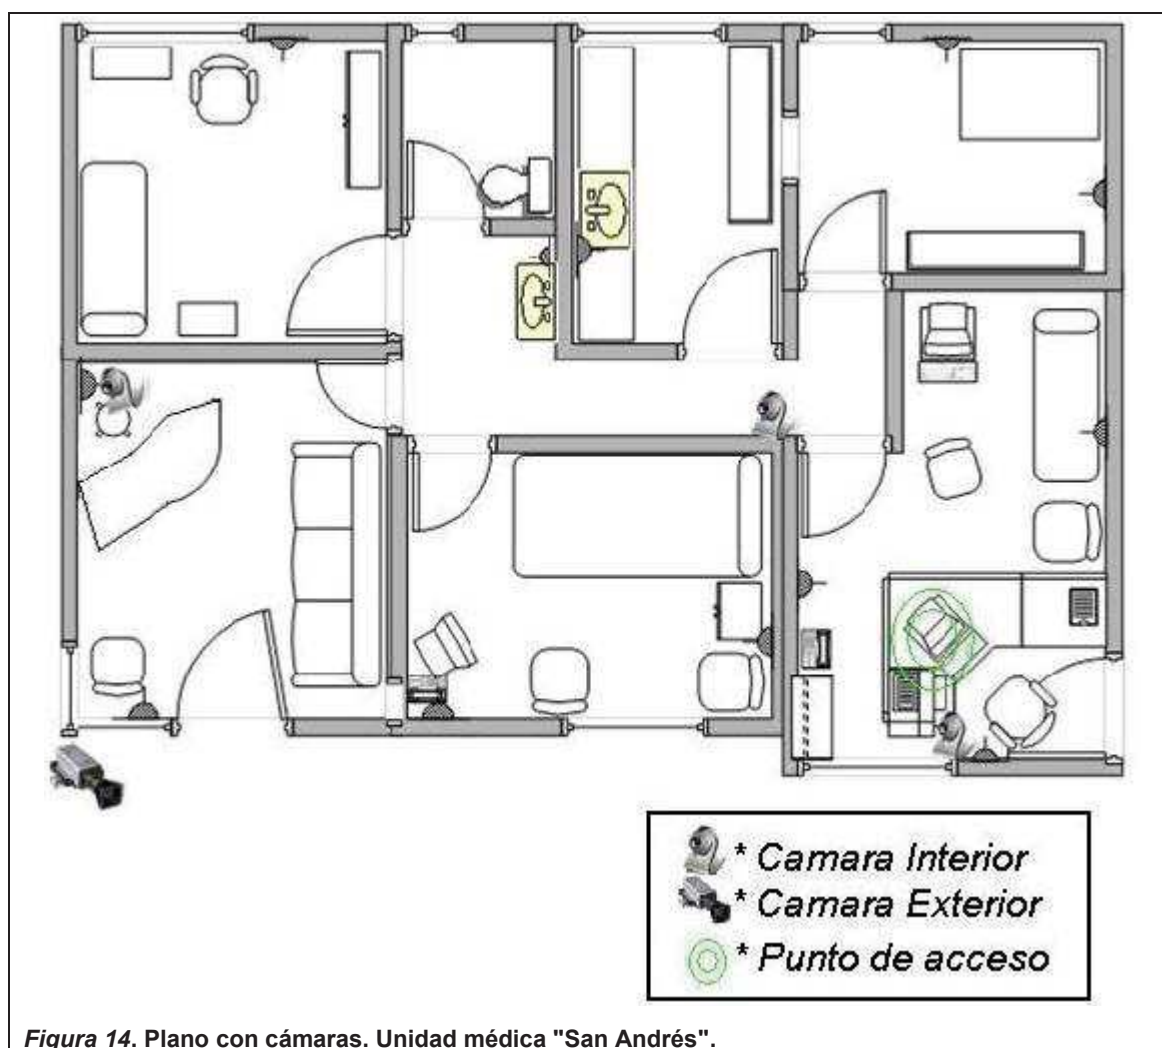 * Camara Interior
* Camara Exterior
* Punto de acceso
Figura 14. Plano con cámaras. Unidad médica "San Andrés".